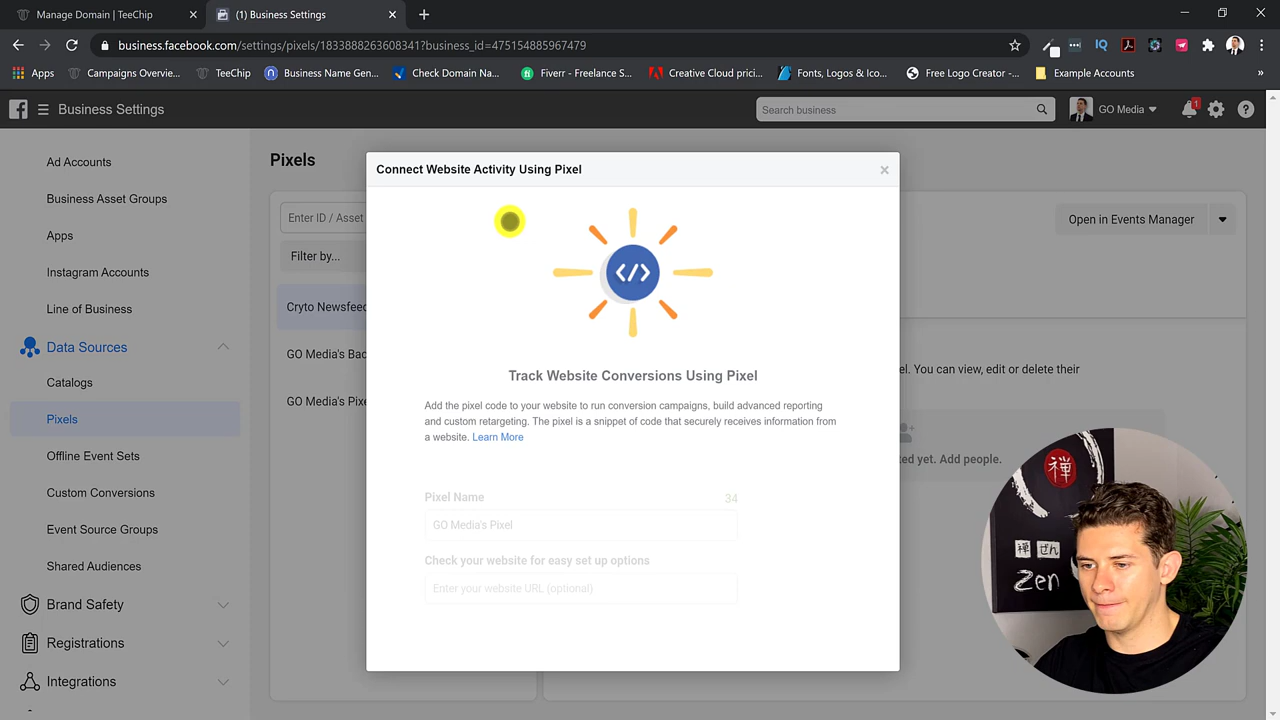 Manage Domain | TeeChip
(1) Business Settings
business.facebook.com/settings/pixels/1833888263608341?business_id=475154885967479
IQ
Apps
Campaigns Overvie...
TeeChip
Business Name Gen...
Check Domain Na...
Fiverr - Freelance S...
Creative Cloud prici...
Fonts, Logos & Ico...
Free Logo Creator -...
Example Accounts
»
Business Settings
Search business
GO Media
1
Ad Accounts
Business Asset Groups
Apps
Instagram Accounts
Line of Business
Data Sources
Catalogs
Pixels
Offline Event Sets
Custom Conversions
Event Source Groups
Shared Audiences
Brand Safety
Registrations
Integrations
Pixels
Enter ID / Asset
Filter by...
Cryto Newsfeed
GO Media's Bac
GO Media's Pixe
Open in Events Manager
el. You can view, edit or delete their
ted yet. Add people.
Connect Website Activity Using Pixel
</>
Track Website Conversions Using Pixel
Add the pixel code to your website to run conversion campaigns, build advanced reporting
and custom retargeting. The pixel is a snippet of code that securely receives information from
a website. Learn More
Pixel Name
34
GO Media's Pixel
Check your website for easy set up options
Enter your website URL (optional)
禅
禅 ぜん
Zen